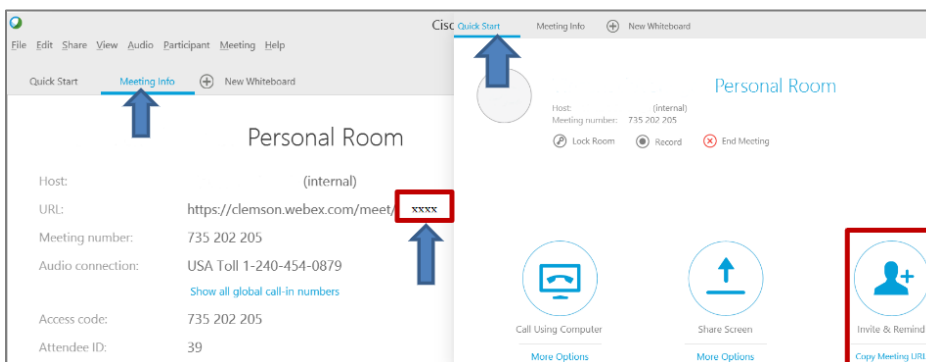 Cisc
File Edit Share View Audio Participant Meeting Help
Quick Start Meeting Info New Whiteboard
Personal Room
Host: (internal)
URL: https://clemson.webex.com/meet/ xxxx
Meeting number: 735 202 205
Audio connection: USA Toll 1-240-454-0879
Show all global call-in numbers
Access code: 735 202 205
Attendee ID: 39
Quick Start Meeting Info New Whiteboard
Personal Room
Host: (internal)
Meeting number: 735 202 205
Lock Room Record End Meeting
Call Using Computer Share Screen Invite & Remind
More Options More Options Copy Meeting URL